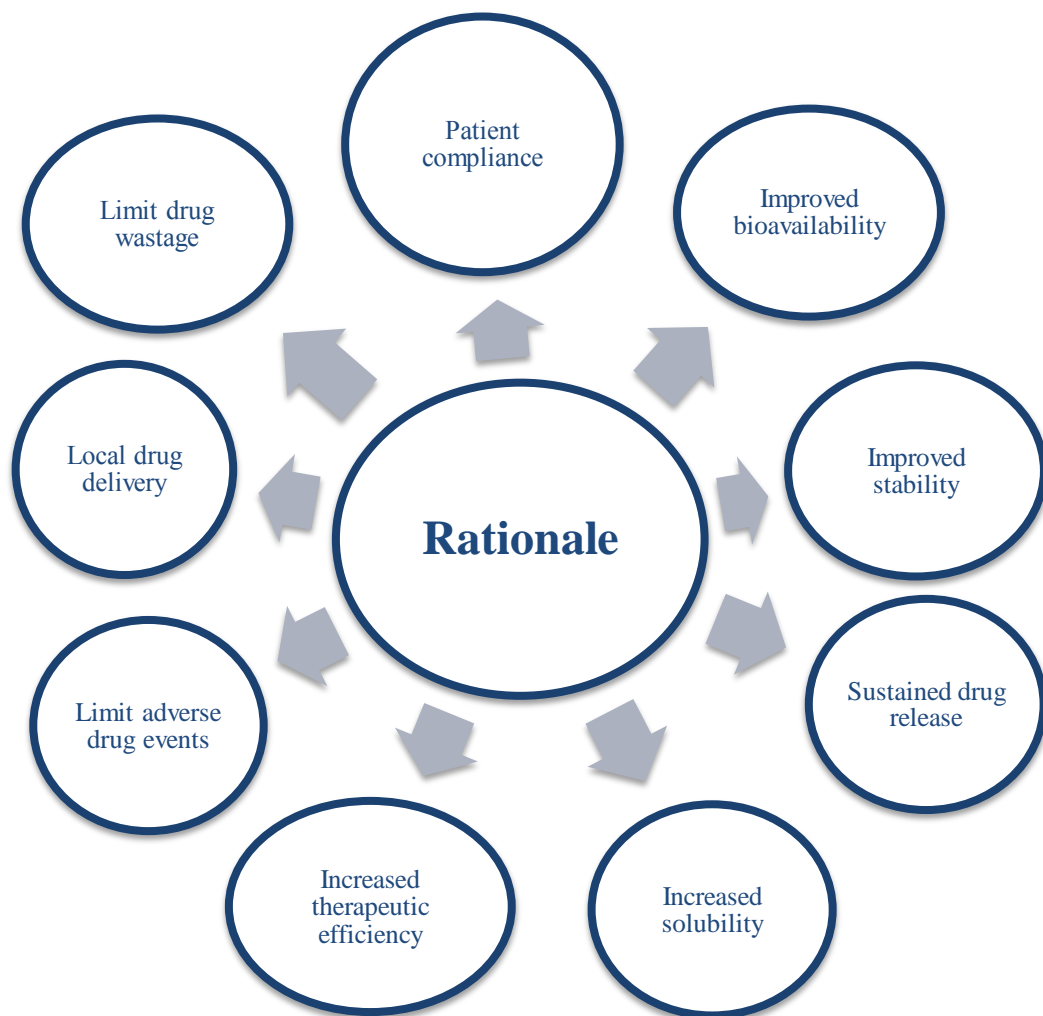 Patient
compliance
Improved
bioavailability
Improved
stability
Sustained drug
release
Increased
solubility
Increased
therapeutic
efficiency
Limit adverse
drug events
Local drug
delivery
Limit drug
wastage
Rationale